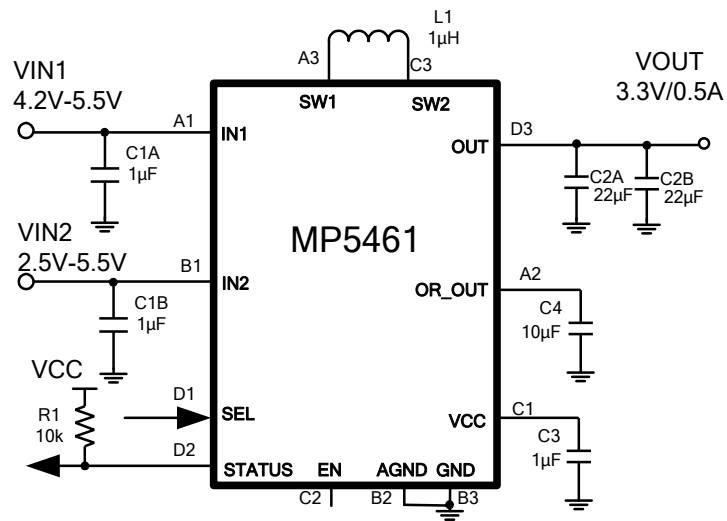 L1
1μH
A3
C3
VIN1
4.2V-5.5V
VOUT
3.3V/0.5A
SW1
SW2
A1
IN1
D3
OUT
C1A
1μF
C2A
22μF
C2B
22μF
VIN2
2.5V-5.5V
MP5461
B1
IN2
A2
OR_OUT
C1B
1μF
C4
10μF
VCC
D1
SEL
C1
VCC
R1
10k
C3
1μF
D2
STATUS
EN
AGND
GND
C2
B2
B3